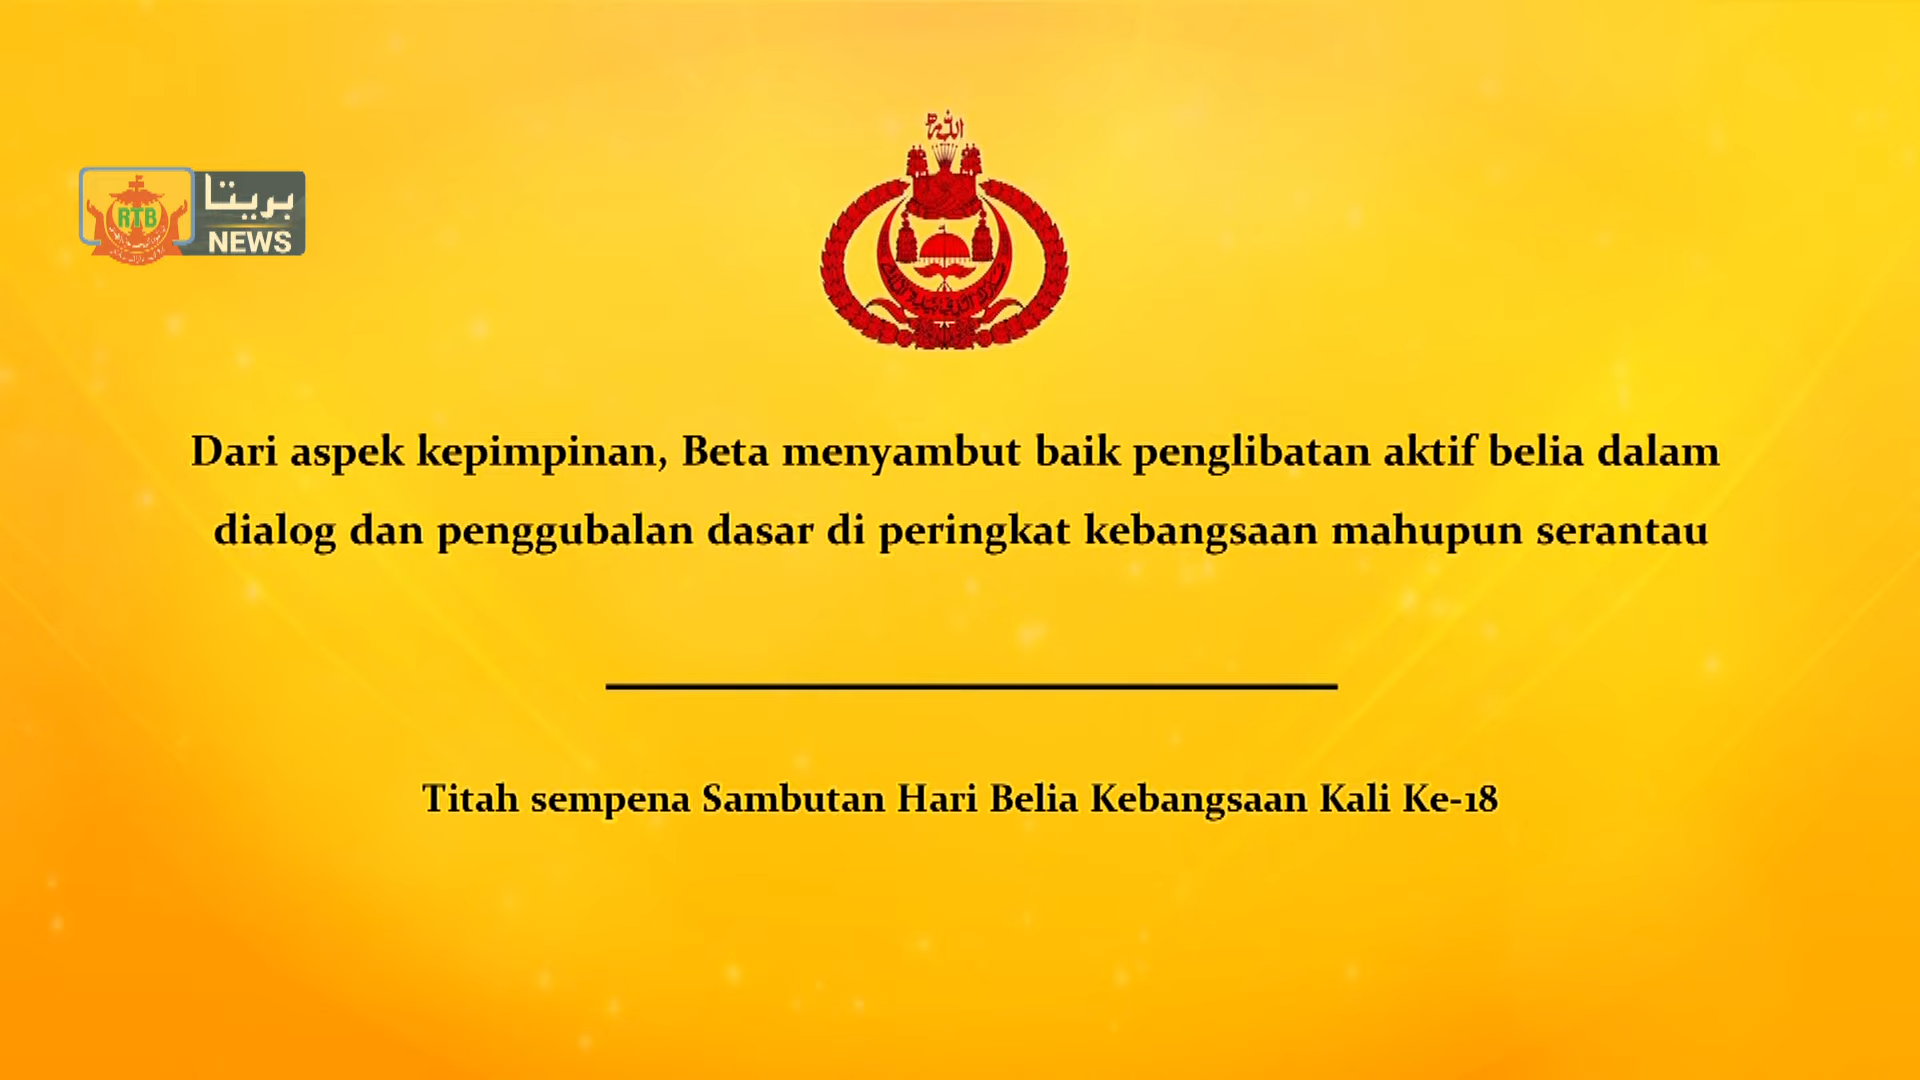 بريتا
RTB
NEWS
Dari aspek kepimpinan, Beta menyambut baik penglibatan aktif belia dalam
dialog dan penggubalan dasar di peringkat kebangsaan mahupun serantau
Titah sempena Sambutan Hari Belia Kebangsaan Kali Ke-18